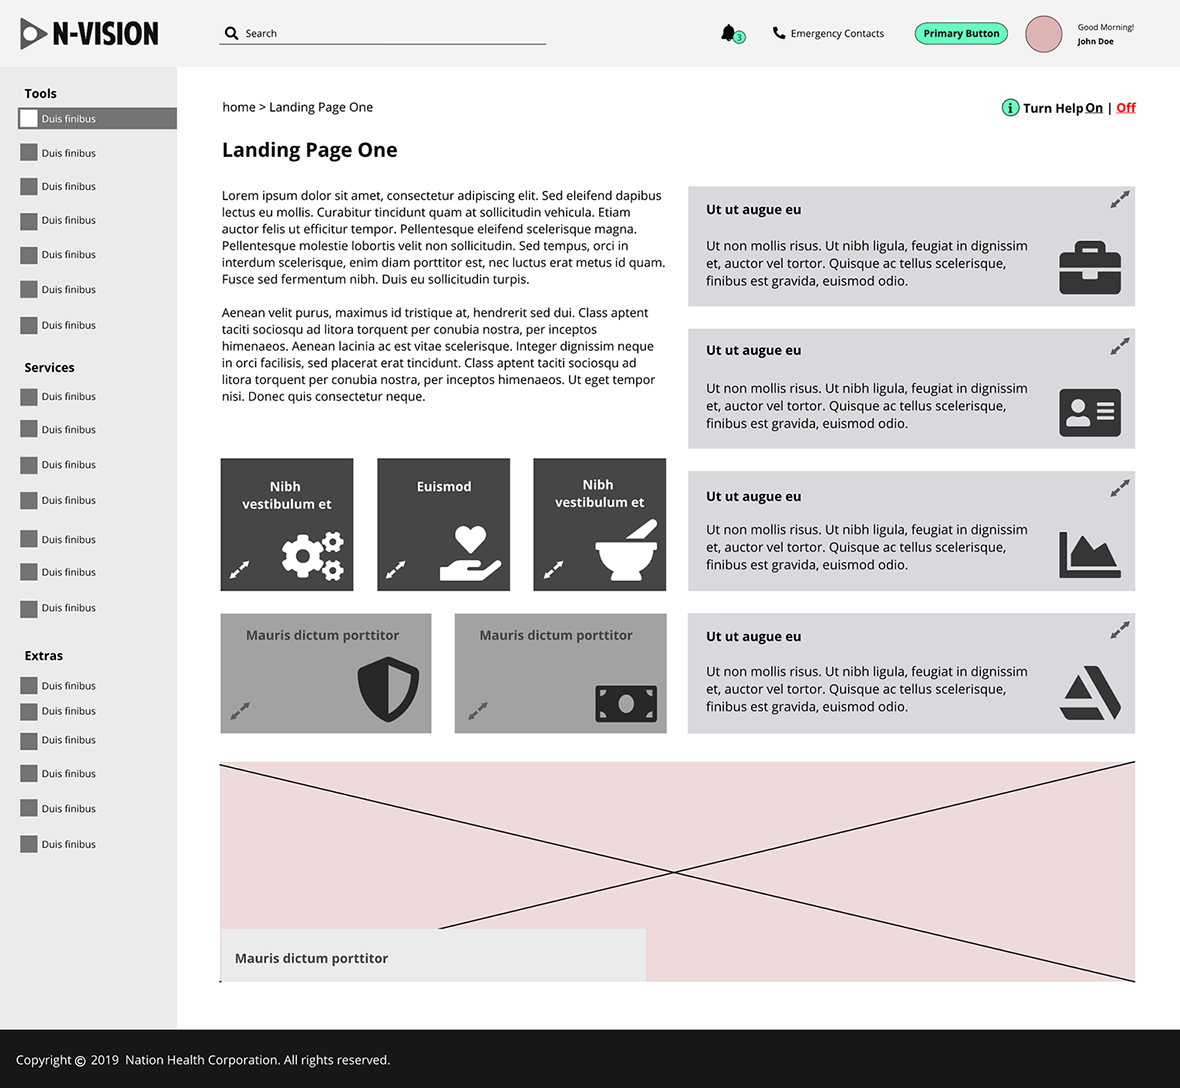 N-VISION
Search
3
Emergency Contacts
Primary Button
Good Morning!
John Doe
Tools
Duis finibus
Duis finibus
Duis finibus
Duis finibus
Duis finibus
Duis finibus
Duis finibus
Services
Duis finibus
Duis finibus
Duis finibus
Duis finibus
Duis finibus
Duis finibus
Duis finibus
Extras
Duis finibus
Duis finibus
Duis finibus
Duis finibus
Duis finibus
Duis finibus
home > Landing Page One
i Turn Help On | Off
Landing Page One
Lorem ipsum dolor sit amet, consectetur adipiscing elit. Sed eleifend dapibus
lectus eu mollis. Curabitur tincidunt quam at sollicitudin vehicula. Etiam
auctor felis ut efficitur tempor. Pellentesque eleifend scelerisque magna.
Pellentesque molestie lobortis velit non sollicitudin. Sed tempus, orci in
interdum scelerisque, enim diam porttitor est, nec luctus erat metus id quam.
Fusce sed fermentum nibh. Duis eu sollicitudin turpis.
Aenean velit purus, maximus id tristique at, hendrerit sed dui. Class aptent
taciti sociosqu ad litora torquent per conubia nostra, per inceptos
himenaeos. Aenean lacinia ac est vitae scelerisque. Integer dignissim neque
in orci facilisis, sed placerat erat tincidunt. Class aptent taciti sociosqu ad
litora torquent per conubia nostra, per inceptos himenaeos. Ut eget tempor
nisi. Donec quis consectetur neque.
Nibh
vestibulum et
Euismod
Nibh
vestibulum et
Mauris dictum porttitor
Mauris dictum porttitor
Ut ut augue eu
Ut non mollis risus. Ut nibh ligula, feugiat in dignissim
et, auctor vel tortor. Quisque ac tellus scelerisque,
finibus est gravida, euismod odio.
Ut ut augue eu
Ut non mollis risus. Ut nibh ligula, feugiat in dignissim
et, auctor vel tortor. Quisque ac tellus scelerisque,
finibus est gravida, euismod odio.
Ut ut augue eu
Ut non mollis risus. Ut nibh ligula, feugiat in dignissim
et, auctor vel tortor. Quisque ac tellus scelerisque,
finibus est gravida, euismod odio.
Ut ut augue eu
Ut non mollis risus. Ut nibh ligula, feugiat in dignissim
et, auctor vel tortor. Quisque ac tellus scelerisque,
finibus est gravida, euismod odio.
Mauris dictum porttitor
Copyright © 2019 Nation Health Corporation. All rights reserved.